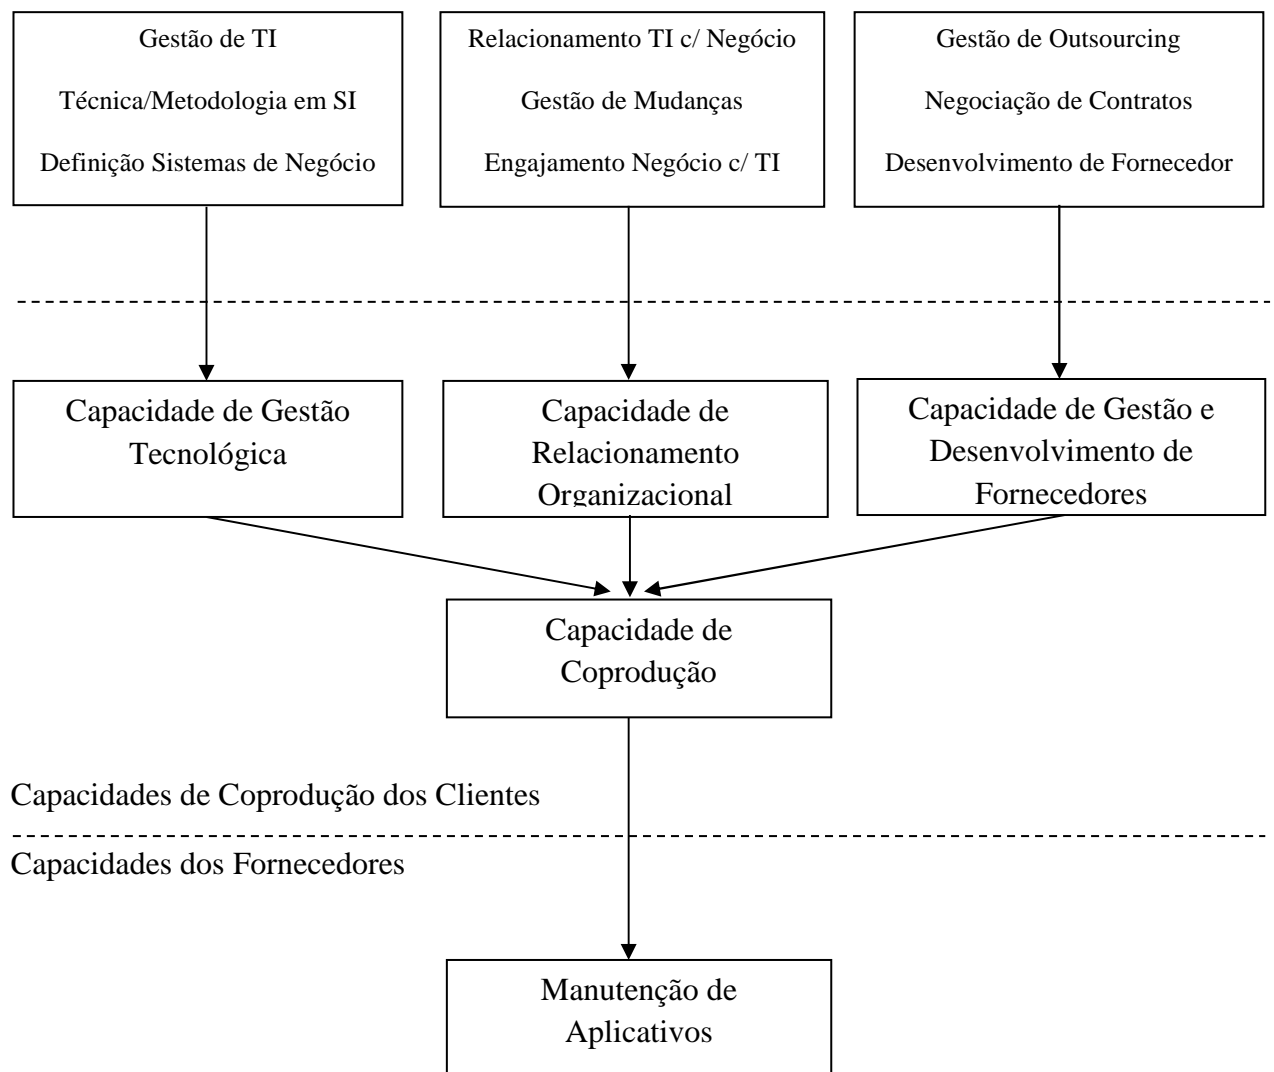 Gestão de TI
Técnica/Metodologia em SI
Definição Sistemas de Negócio
Relacionamento TI c/ Negócio
Gestão de Mudanças
Engajamento Negócio c/ TI
Gestão de Outsourcing
Negociação de Contratos
Desenvolvimento de Fornecedor
Capacidade de Gestão
Tecnológica
Capacidade de
Relacionamento
Organizacional
Capacidade de Gestão e
Desenvolvimento de
Fornecedores
Capacidade de
Coprodução
Capacidades de Coprodução dos Clientes
Capacidades dos Fornecedores
Manutenção de
Aplicativos